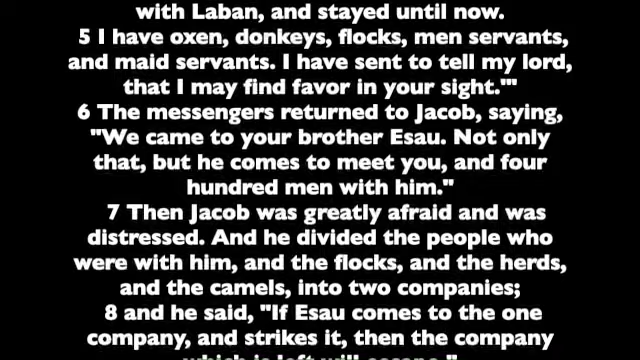 with Laban, and stayed until now.
5 I have oxen, donkeys, flocks, men servants,
and maid servants. I have sent to tell my lord,
that I may find favor in your sight.'"
6 The messengers returned to Jacob, saying,
"We came to your brother Esau. Not only
that, but he comes to meet you, and four
hundred men with him."
7 Then Jacob was greatly afraid and was
distressed. And he divided the people who
were with him, and the flocks, and the herds,
and the camels, into two companies;
8 and he said, "If Esau comes to the one
company, and strikes it, then the company
which is left will escape."